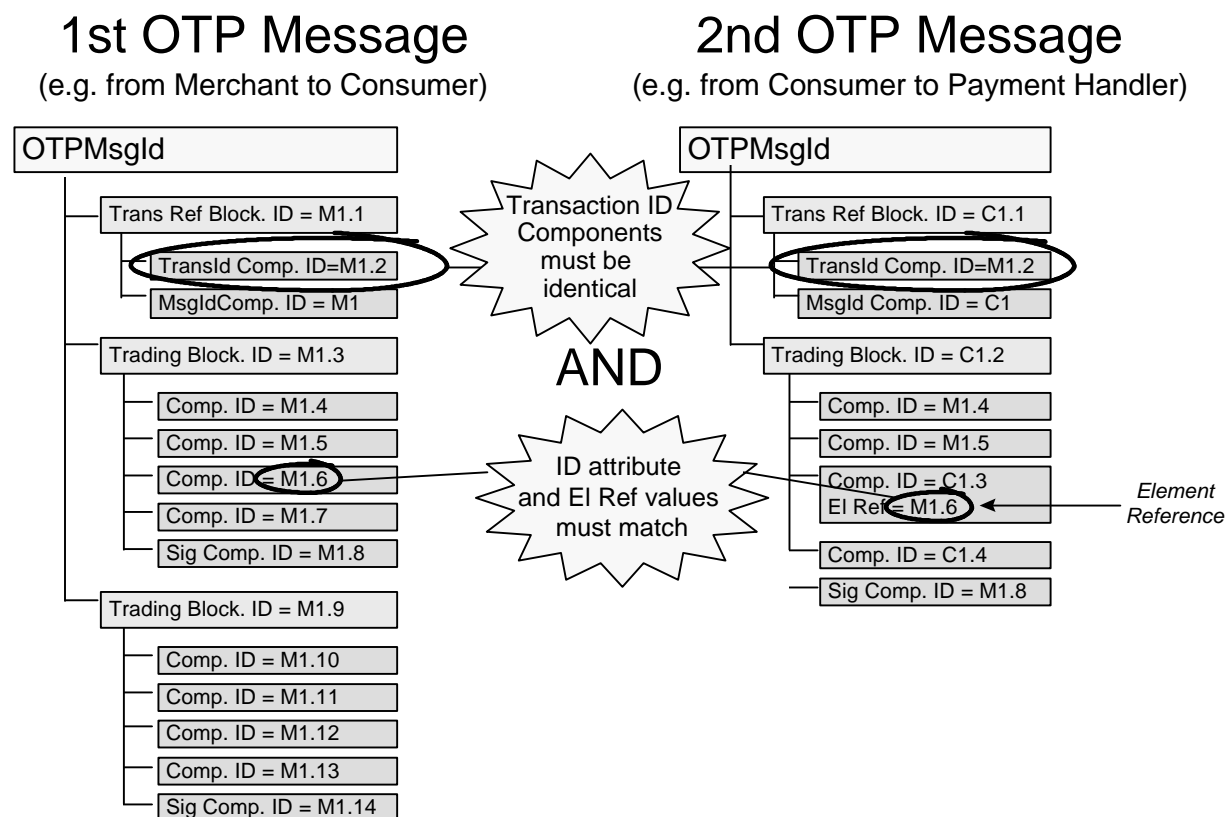 1st OTP Message
(e.g. from Merchant to Consumer)
OTPMsgId
Trans Ref Block. ID = M1.1
TransId Comp. ID=M1.2
MsgIdComp. ID = M1
Trading Block. ID = M1.3
Comp. ID = M1.4
Comp. ID = M1.5
Comp. ID = M1.6
Comp. ID = M1.7
Sig Comp. ID = M1.8
Trading Block. ID = M1.9
Comp. ID = M1.10
Comp. ID = M1.11
Comp. ID = M1.12
Comp. ID = M1.13
Sig Comp. ID = M1.14
Transaction ID
Components
must be
identical
AND
ID attribute
and El Ref values
must match
2nd OTP Message
(e.g. from Consumer to Payment Handler)
OTPMsgId
Trans Ref Block. ID = C1.1
TransId Comp. ID=M1.2
MsgId Comp. ID = C1
Trading Block. ID = C1.2
Comp. ID = M1.4
Comp. ID = M1.5
Comp. ID = C1.3
El Ref = M1.6
Comp. ID = C1.4
Sig Comp. ID = M1.8
Element
Reference